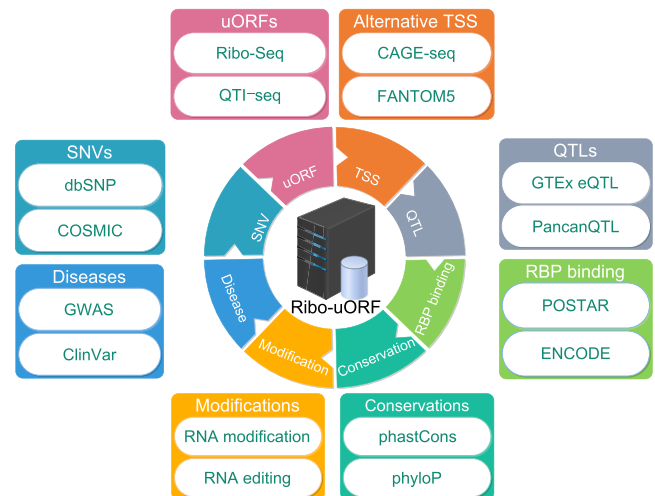 uORFs
Ribo-Seq
QTI-seq
Alternative TSS
CAGE-seq
FANTOM5
SNVs
dbSNP
COSMIC
QTLs
GTEx eQTL
PancanQTL
uORF
TSS
SNV
QTL
Disease
RBP binding
Modification
Conservation
Ribo-uORF
Diseases
GWAS
ClinVar
RBP binding
POSTAR
ENCODE
Modifications
RNA modification
RNA editing
Conservations
phastCons
phyloP